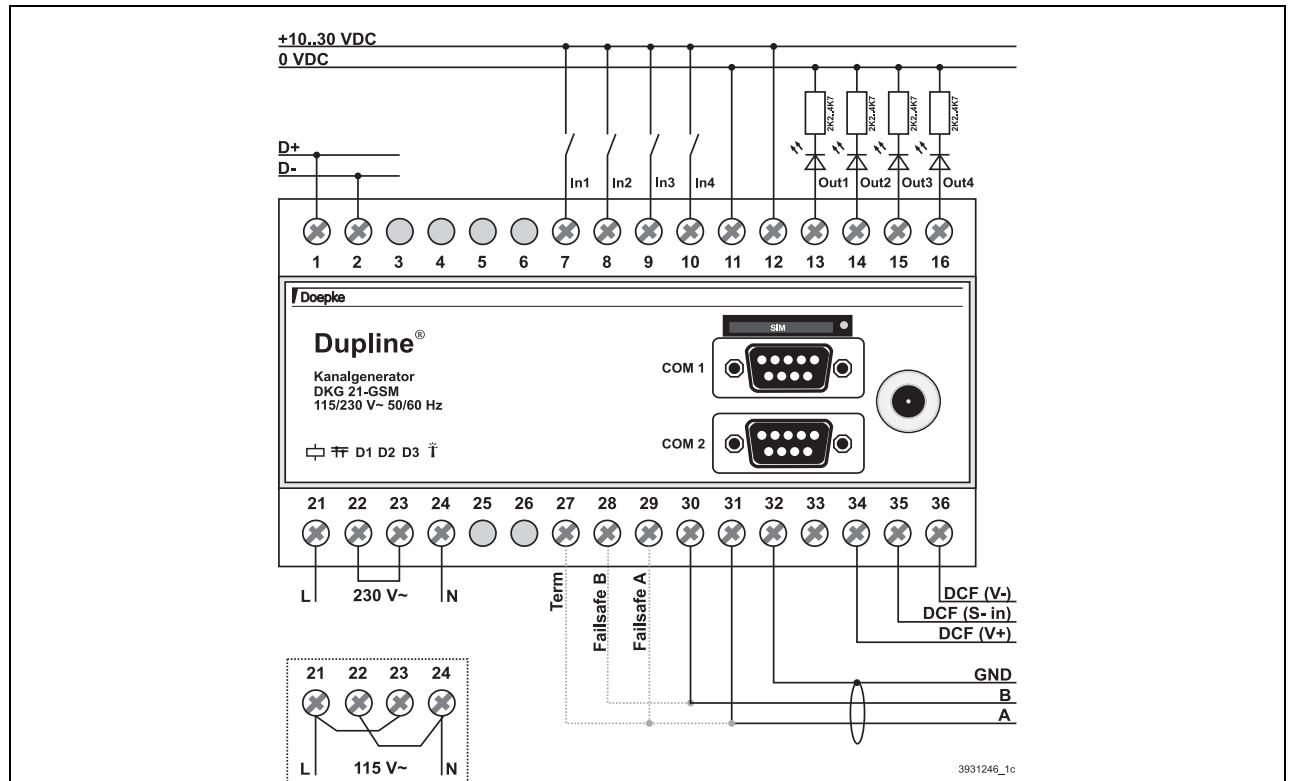 +10..30 VDC
0 VDC
2K2..4K7
2K2..4K7
2K2..4K7
2K2..4K7
D+
D-
In1 In2 In3 In4
Out1 Out2 Out3 Out4
1 2 3 4 5 6 7 8 9 10 11 12 13 14 15 16
Doepke
SIM
Dupline®
COM 1
Kanalgenerator
DKG 21-GSM
115/230 V~ 50/60 Hz
COM 2
D1 D2 D3
21 22 23 24 25 26 27 28 29 30 31 32 33 34 35 36
L 230 V~ N
Term
Failsafe B
Failsafe A
DCF (V-)
DCF (S- in)
DCF (V+)
21 22 23 24
GND
B
A
L 115 V~ N
3931246_1c